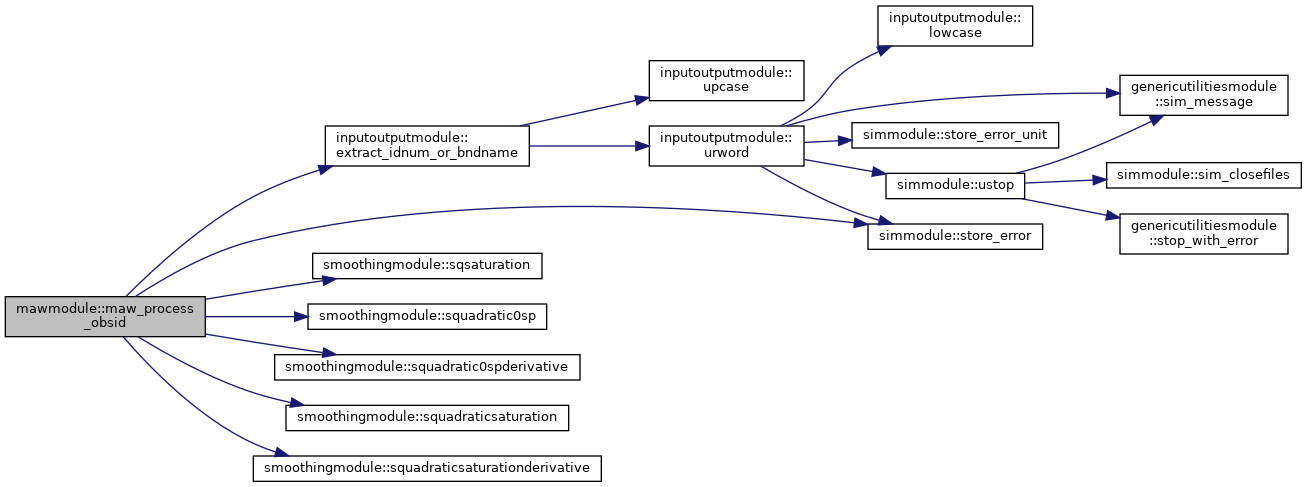 mawmodule::maw_process
_obsid
inputoutputmodule::
extract_idnum_or_bndname
inputoutputmodule::
upcase
inputoutputmodule::
urword
inputoutputmodule::
lowcase
genericutilitiesmodule
::sim_message
simmodule::store_error_unit
simmodule::ustop
simmodule::sim_closefiles
genericutilitiesmodule
::stop_with_error
simmodule::store_error
smoothingmodule::sqsaturation
smoothingmodule::squadratic0sp
smoothingmodule::squadratic0spderivative
smoothingmodule::squadraticsaturation
smoothingmodule::squadraticsaturationderivative